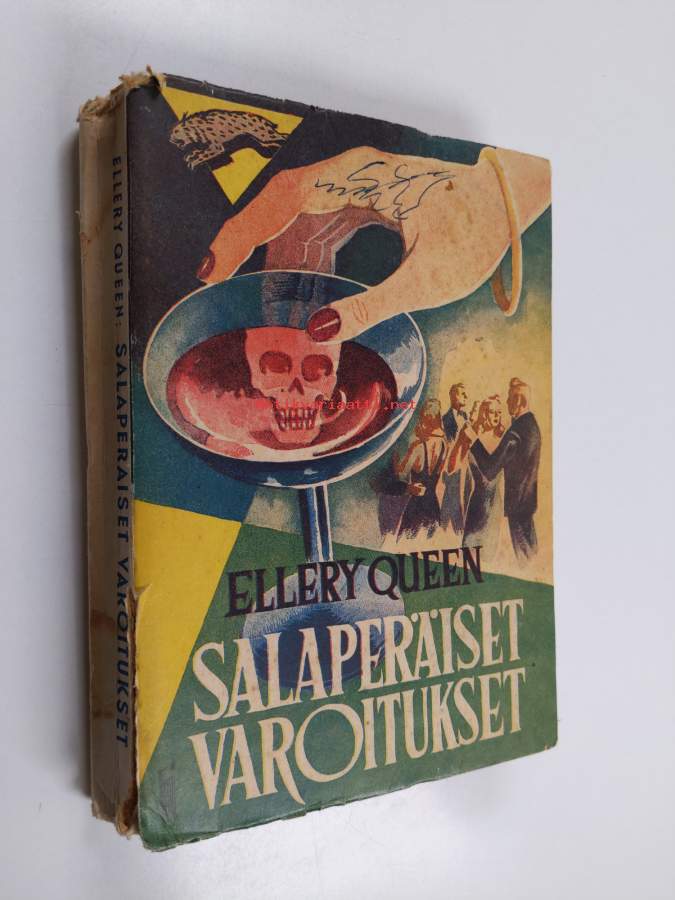 ELLERY QUEEN: SALAPERÄISET VAROITUKSET
ELLERY QUEEN
SALAPERÄISET
VAROITUKSET